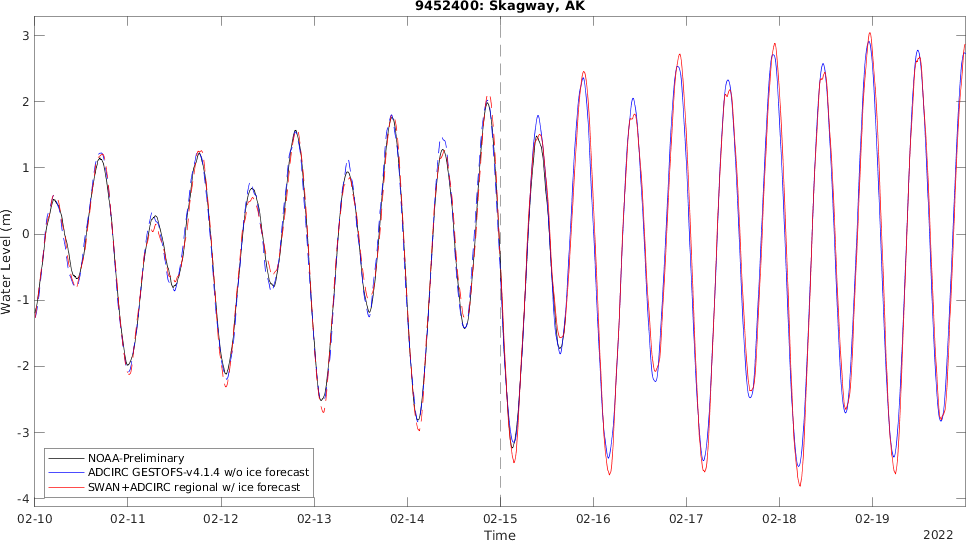 9452400: Skagway, AK
3
2
1
0
-1
-2
-3
-4
Water Level (m)
NOAA-Preliminary
ADCIRC GESTOFS-v4.1.4 w/o ice forecast
SWAN+ADCIRC regional w/ ice forecast
02-10 02-11 02-12 02-13 02-14 02-15 02-16 02-17 02-18 02-19
Time
2022